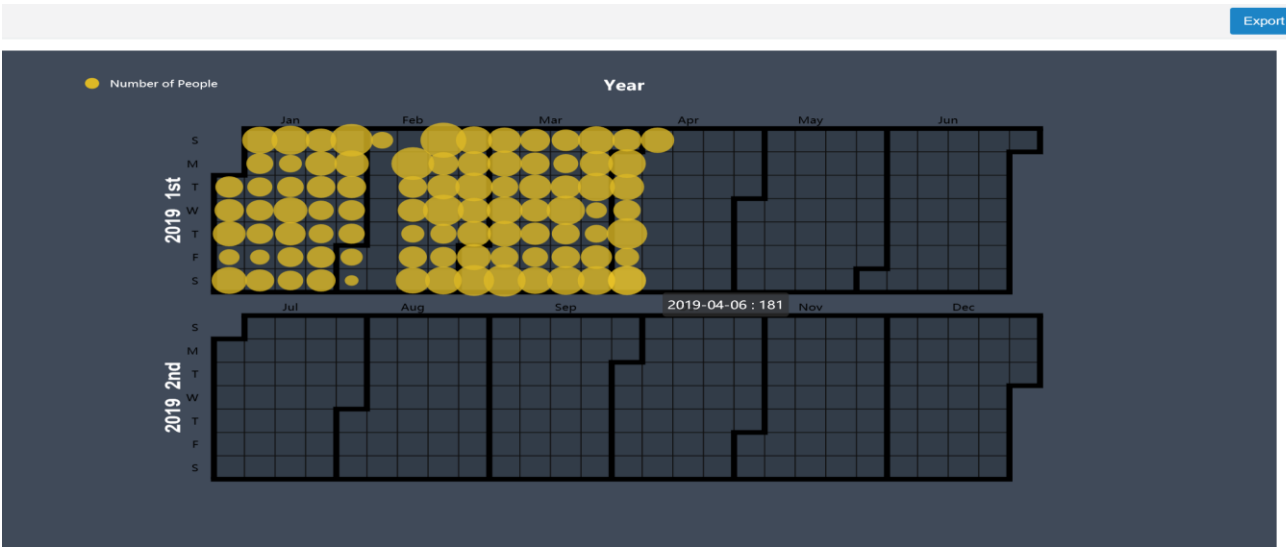 Export
Number of People
Year
Jan Feb Mar Apr May Jun
2019 1st
S
M
T
W
T
F
S
2019-04-06 : 181
Jul Aug Sep Nov Dec
2019 2nd
S
M
T
W
T
F
S